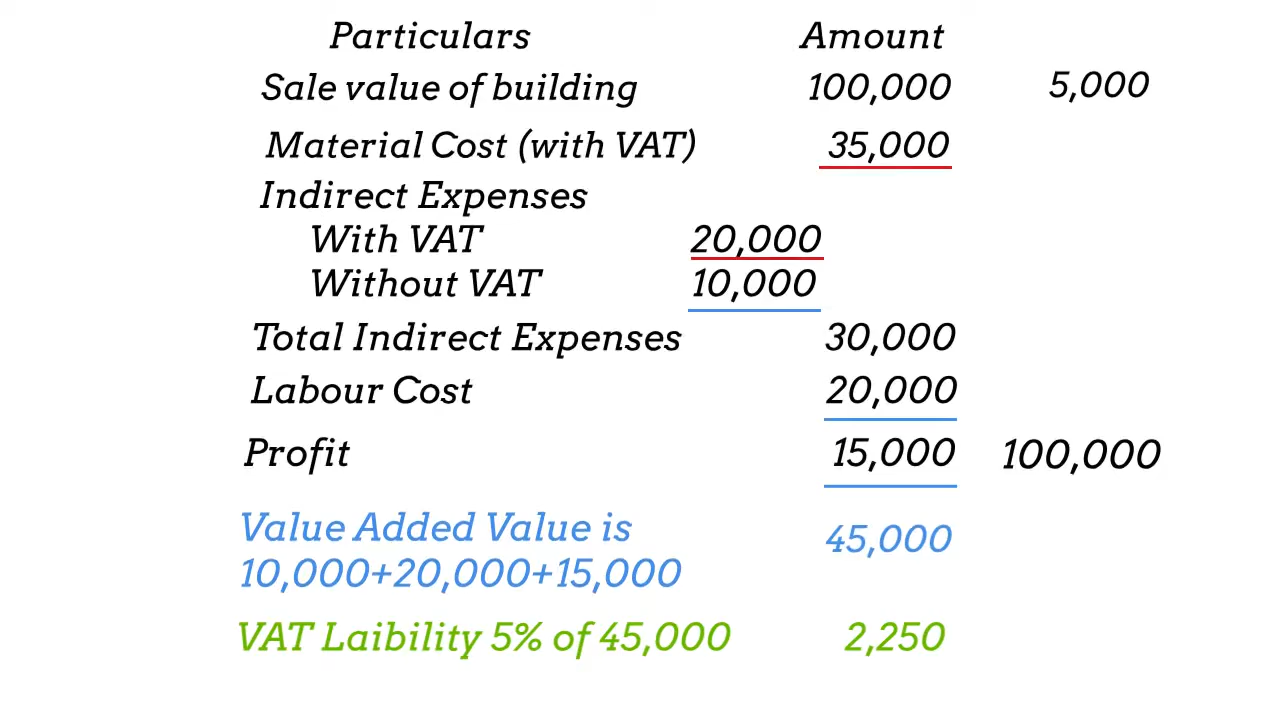 Particulars Amount
Sale value of building 100,000 5,000
Material Cost (with VAT) 35,000
Indirect Expenses
With VAT 20,000
Without VAT 10,000
Total Indirect Expenses 30,000
Labour Cost 20,000
Profit 15,000 100,000
Value Added Value is 45,000
10,000+20,000+15,000
VAT Laibility 5% of 45,000 2,250